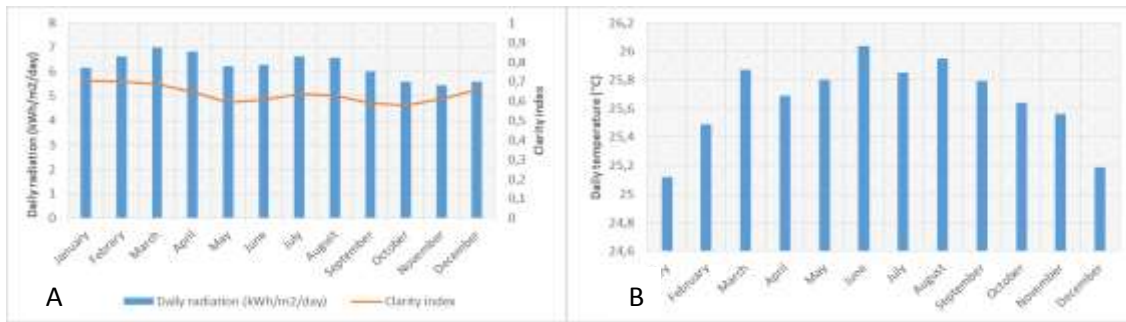 8
7
6
5
4
3
2
1
0
Daily radiation (kWh/m2/day)
1
0,9
0,8
0,7
0,6
0,5
0,4
0,3
0,2
0,1
0
Clarity index
January
Febrary
March
April
May
June
July
August
September
October
November
December
A
Daily radiation (kWh/m2/day)
Clarity index
26,2
26
25,8
25,6
25,4
25,2
25
24,8
24,6
Daily temperature (°C)
ry
February
March
April
May
June
July
August
September
October
November
December
B